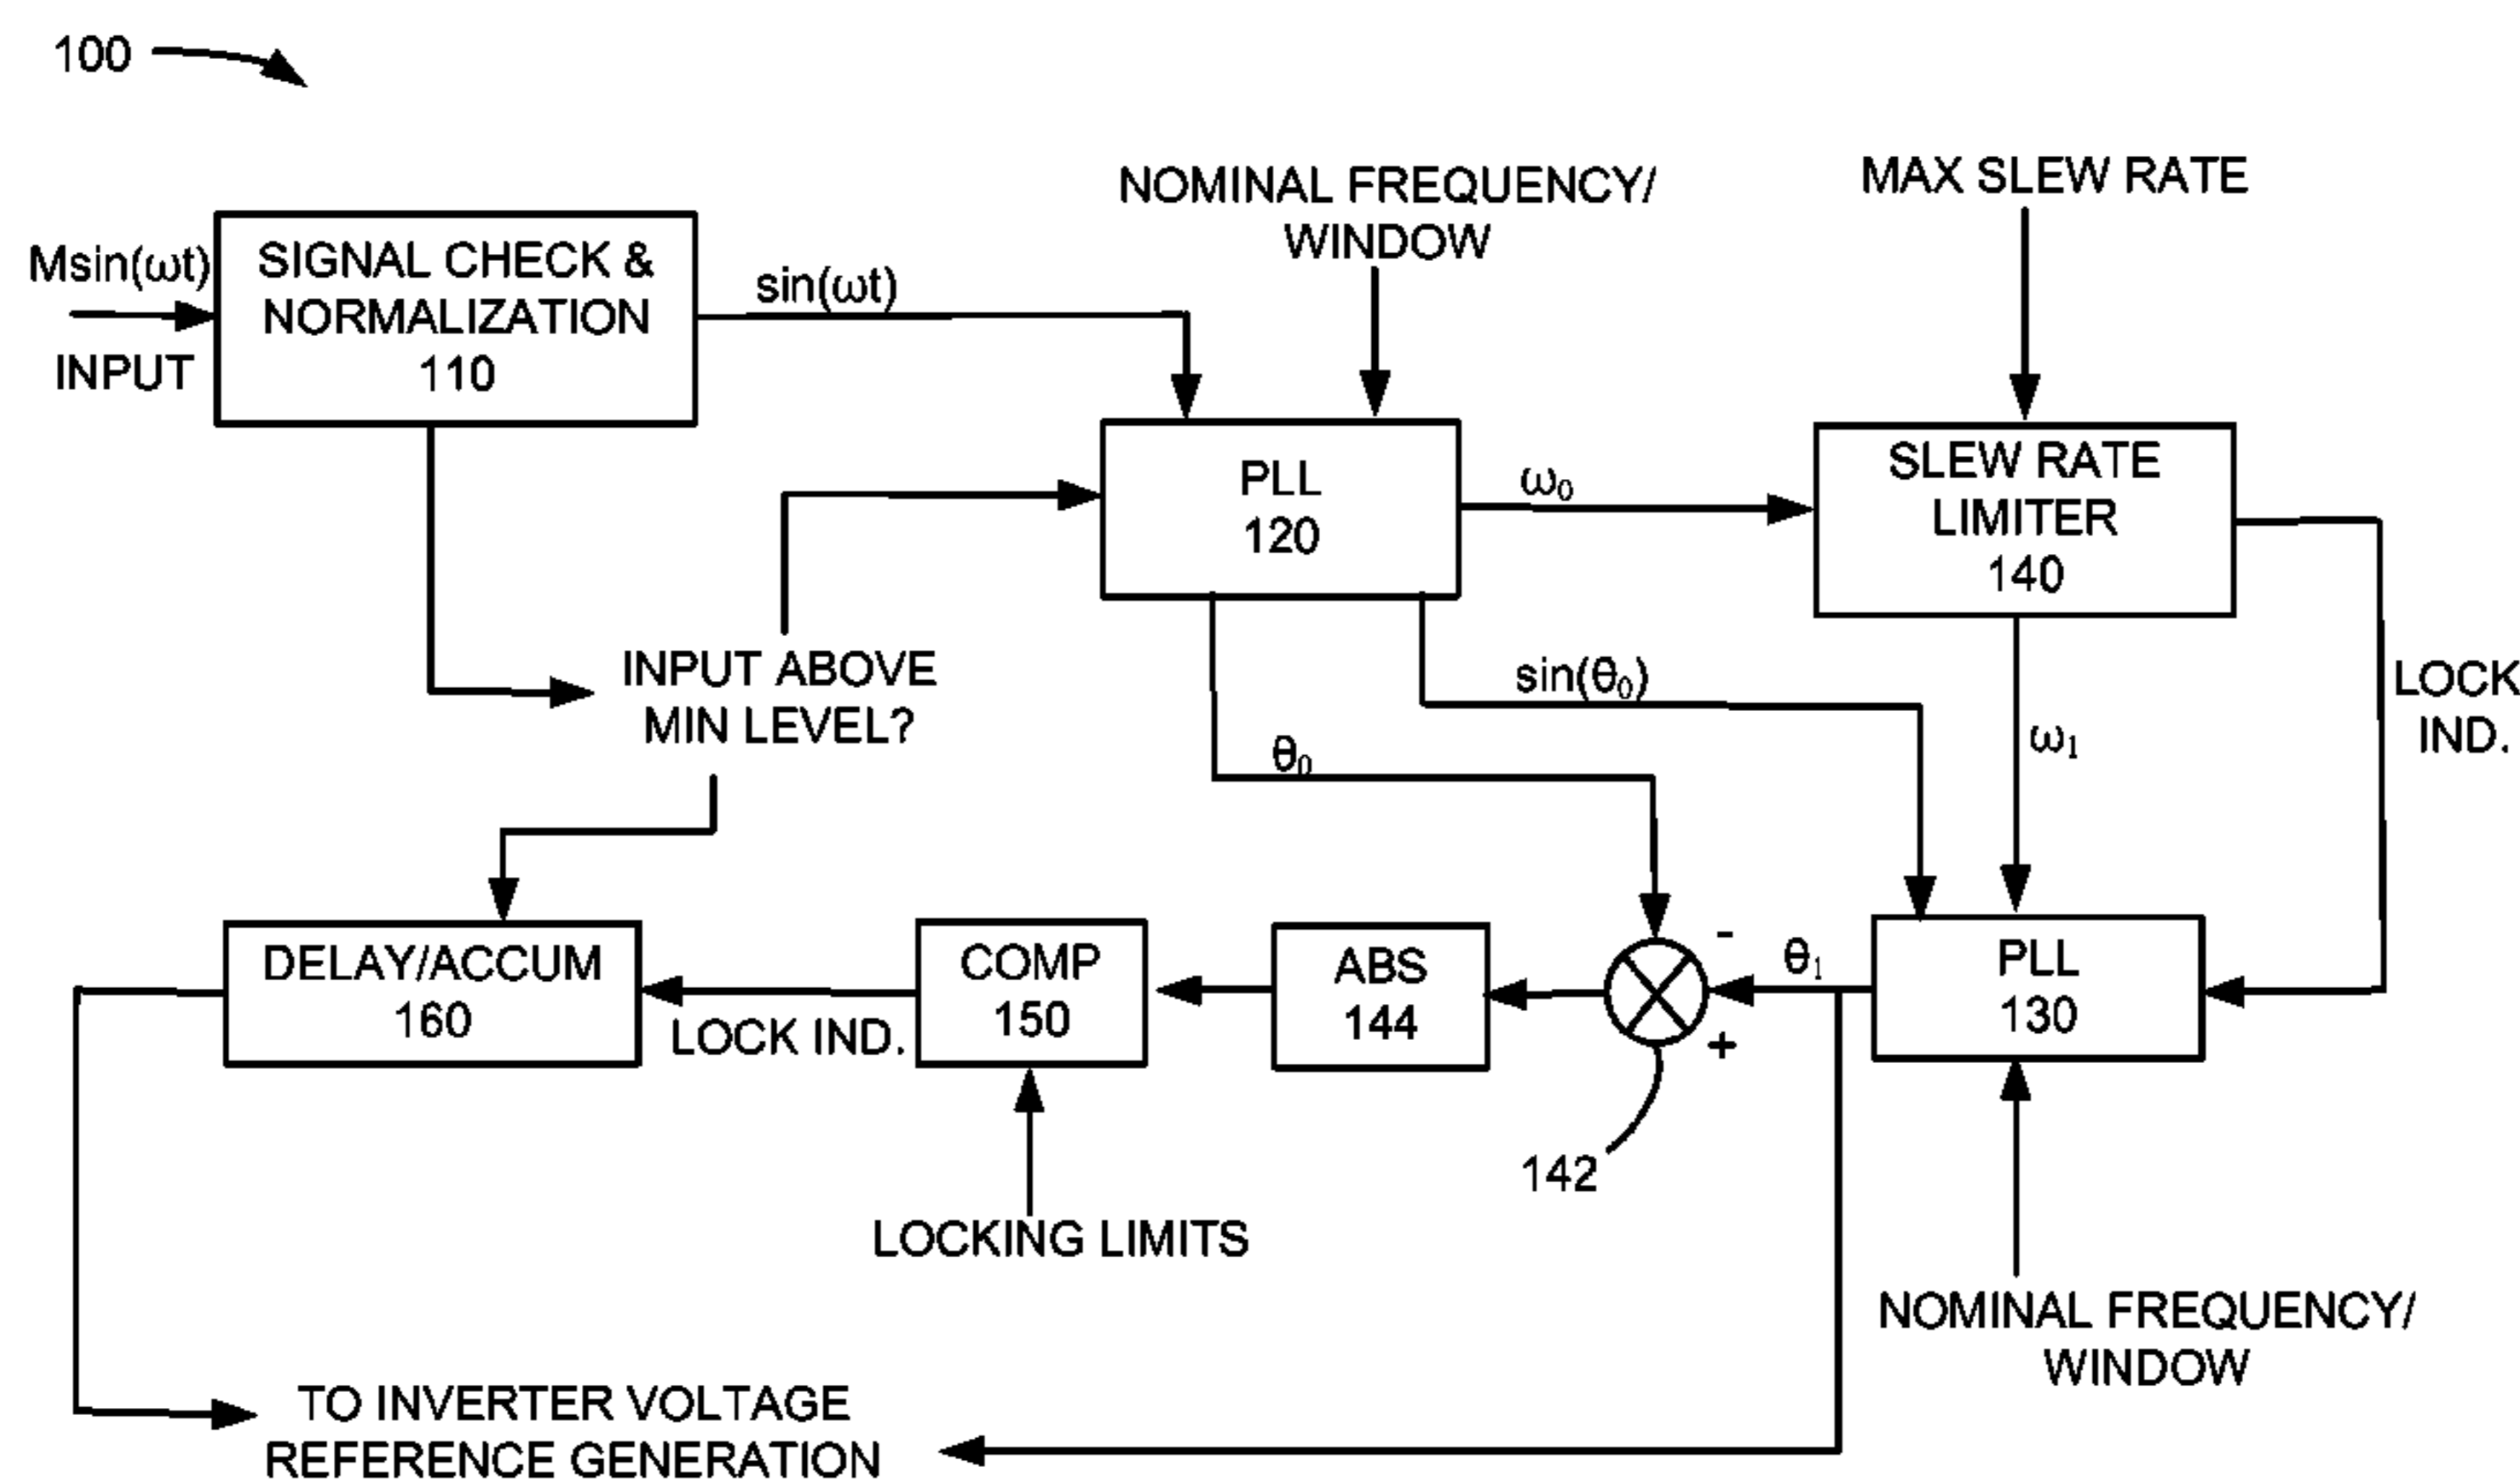 100
Msin(ωt)
INPUT
SIGNAL CHECK &
NORMALIZATION
110
sin(ωt)
NOMINAL FREQUENCY/
WINDOW
MAX SLEW RATE
PLL
120
ω₀
SLEW RATE
LIMITER
140
INPUT ABOVE
MIN LEVEL?
sin(θ₀)
θ₀
ω₁
LOCK
IND.
DELAY/ACCUM
160
LOCK IND.
COMP
150
ABS
144
-
+
θ₁
PLL
130
142
LOCKING LIMITS
NOMINAL FREQUENCY/
WINDOW
TO INVERTER VOLTAGE
REFERENCE GENERATION